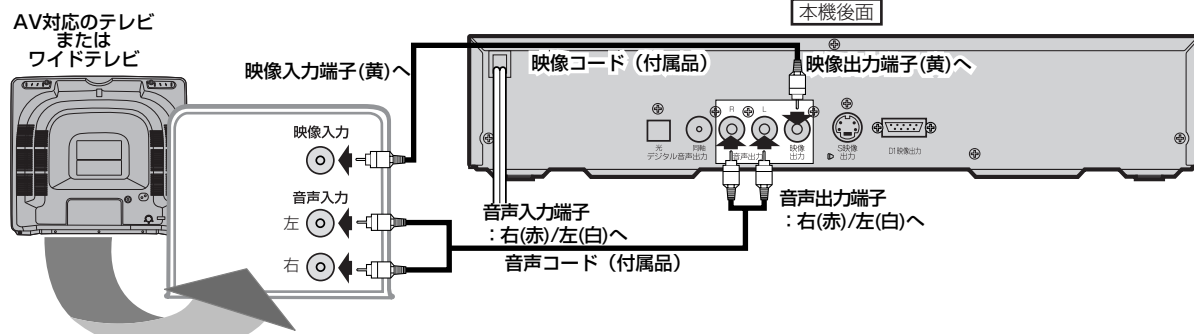 本機後面
AV対応のテレビ
または
ワイドテレビ
映像入力端子(黄)へ
映像コード（付属品）
映像出力端子(黄)へ
映像入力
音声入力
左
右
R
L
光
同軸
デジタル音声出力
音声出力
映像
出力
S映像
出力
D1映像出力
音声入力端子
：右(赤)/左(白)へ
音声コード（付属品）
音声出力端子
：右(赤)/左(白)へ